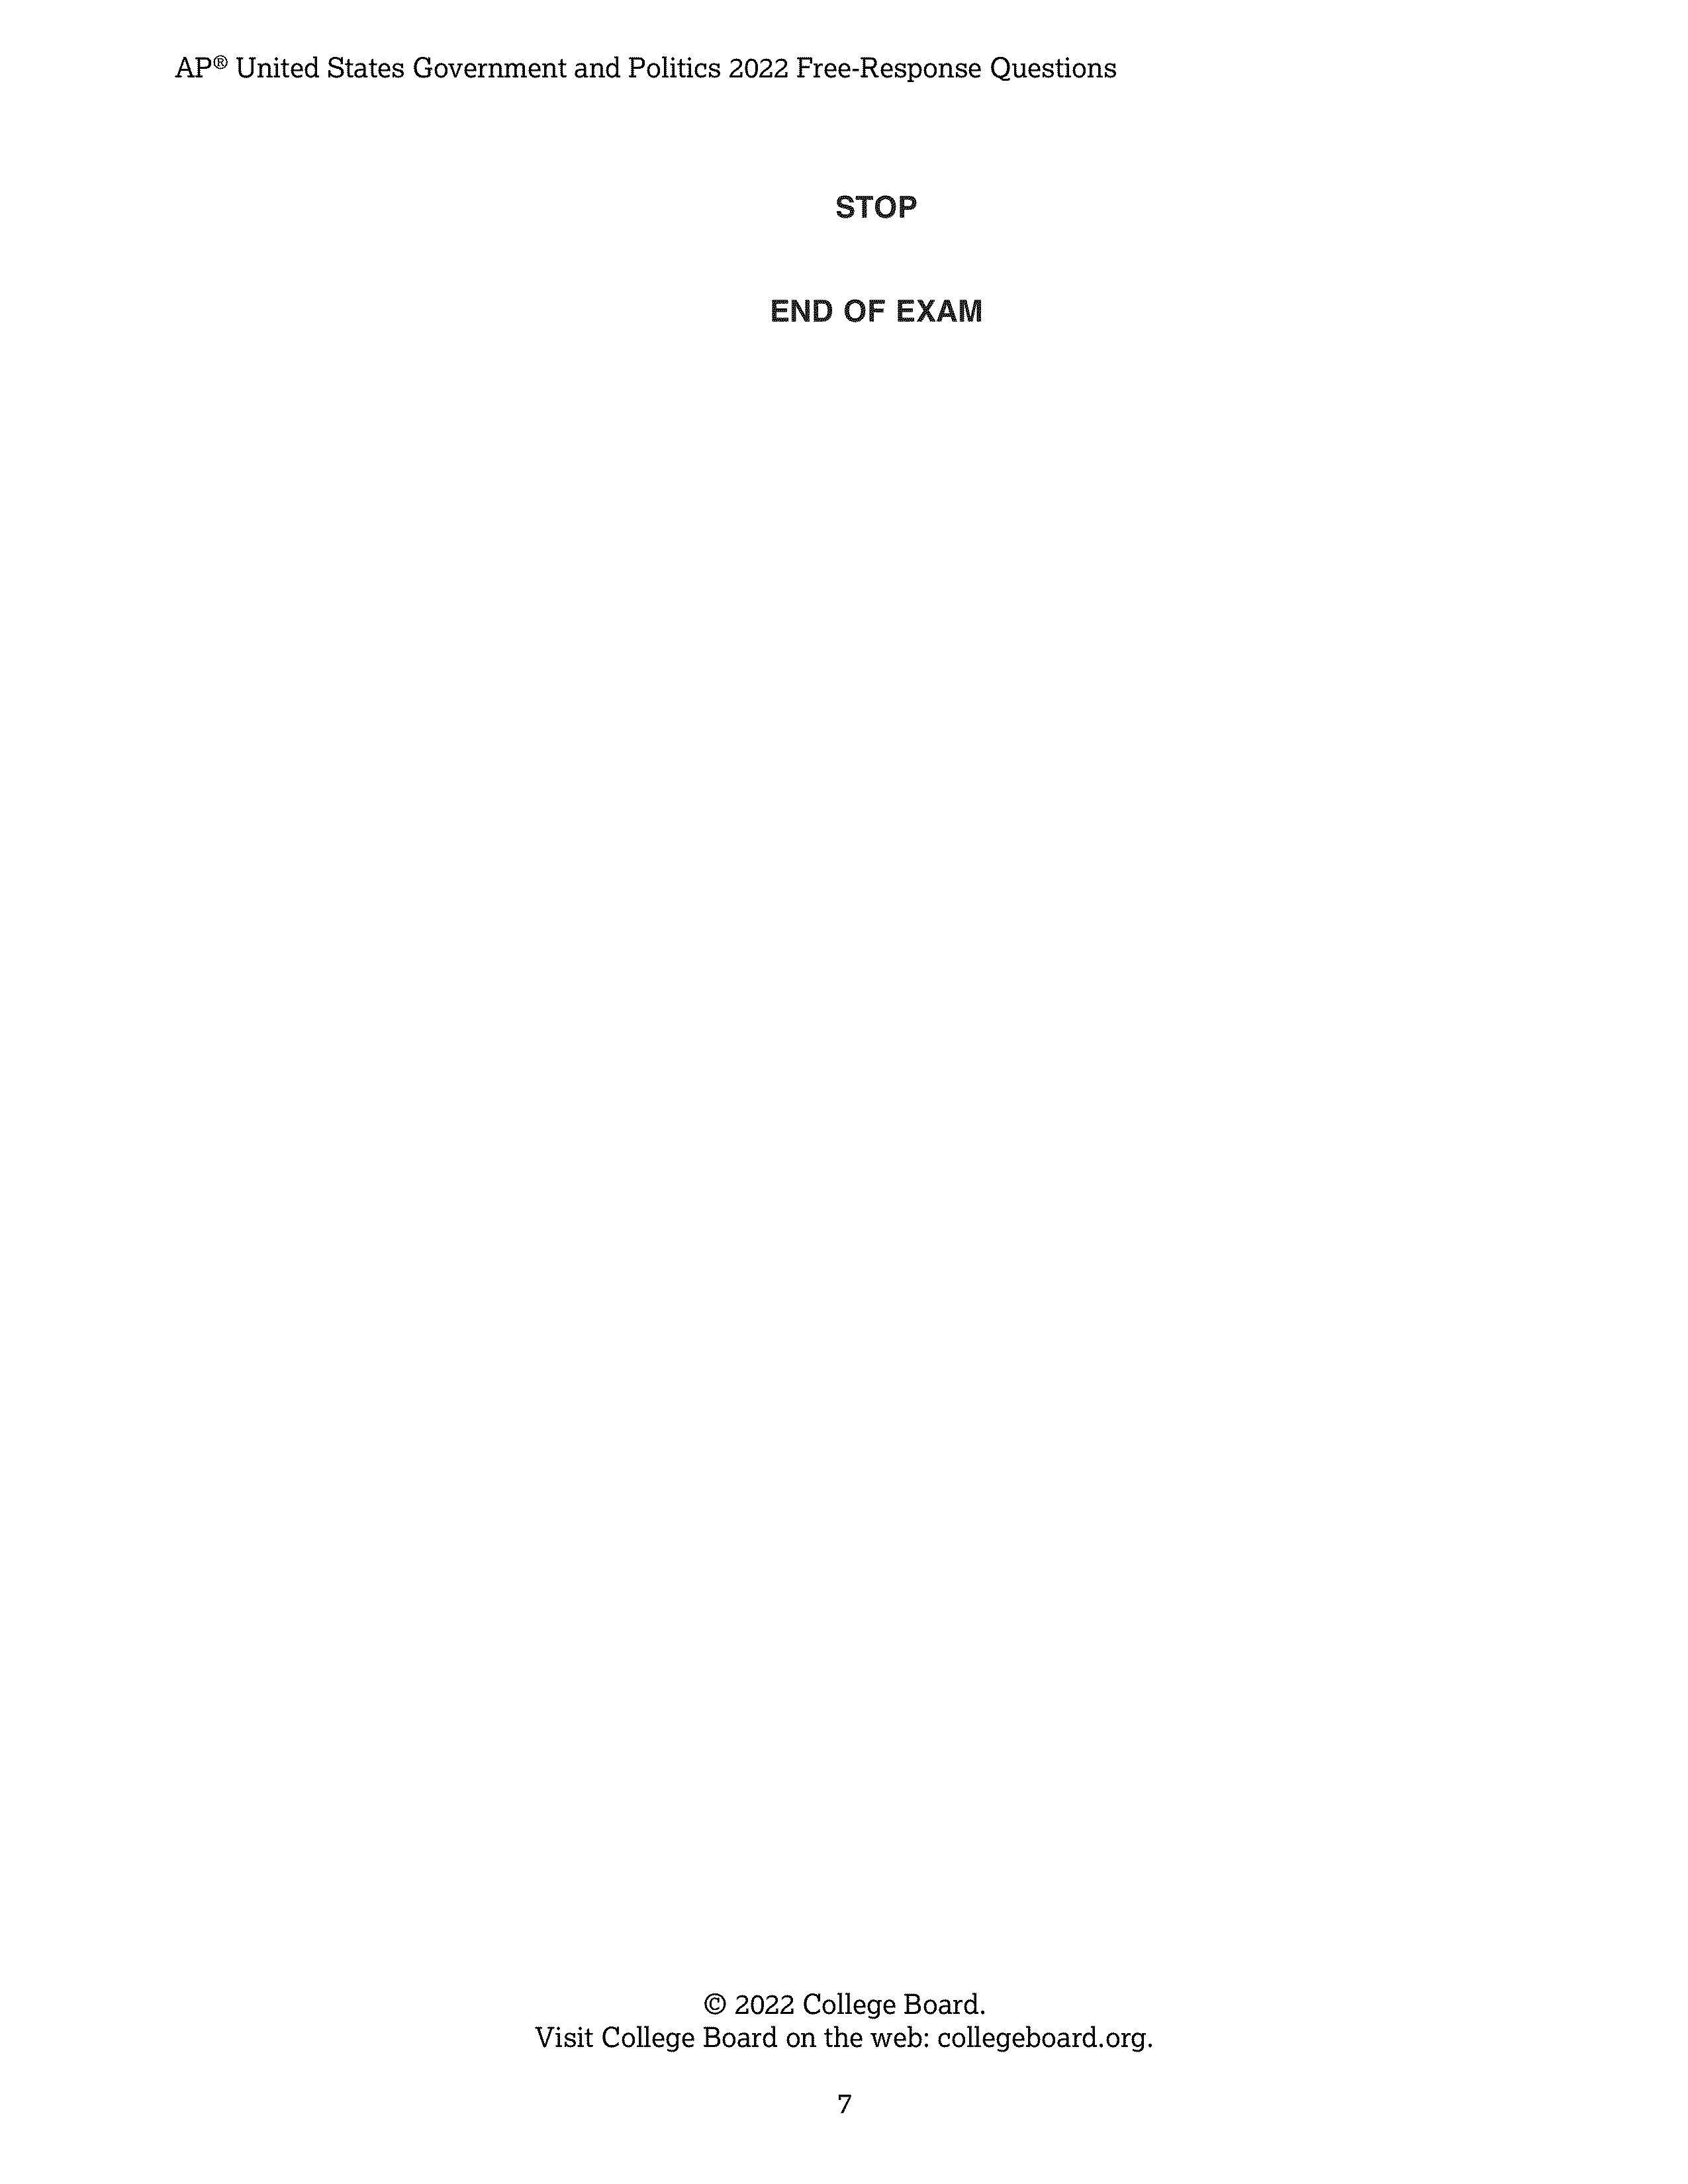 AP® United States Government and Politics 2022 Free-Response Questions
STOP
END OF EXAM
© 2022 College Board.
Visit College Board on the web: collegeboard.org.
7